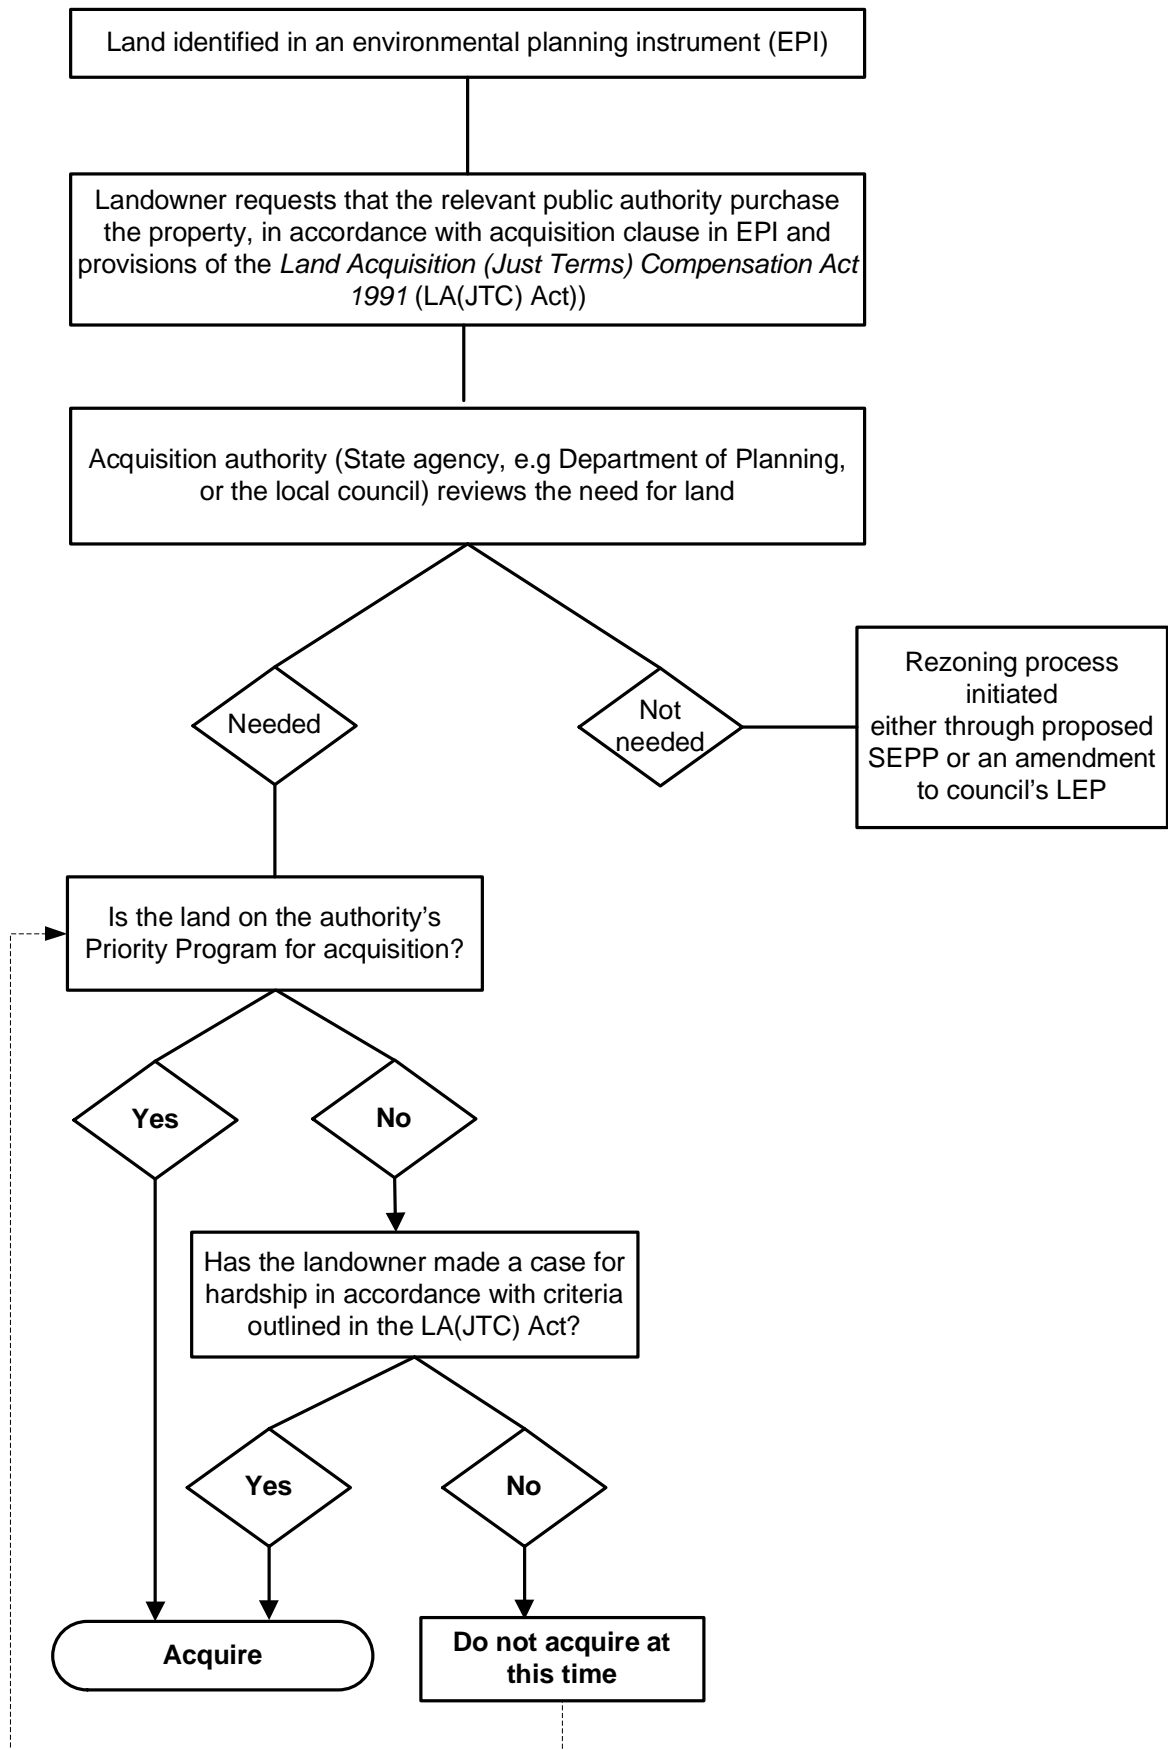 Land identified in an environmental planning instrument (EPI)
Landowner requests that the relevant public authority purchase
the property, in accordance with acquisition clause in EPI and
provisions of the Land Acquisition (Just Terms) Compensation Act
1991 (LA(JTC) Act))
Acquisition authority (State agency, e.g Department of Planning,
or the local council) reviews the need for land
Needed
Not
needed
Rezoning process
initiated
either through proposed
SEPP or an amendment
to council’s LEP
Is the land on the authority’s
Priority Program for acquisition?
Yes
No
Has the landowner made a case for
hardship in accordance with criteria
outlined in the LA(JTC) Act?
Yes
No
Acquire
Do not acquire at
this time